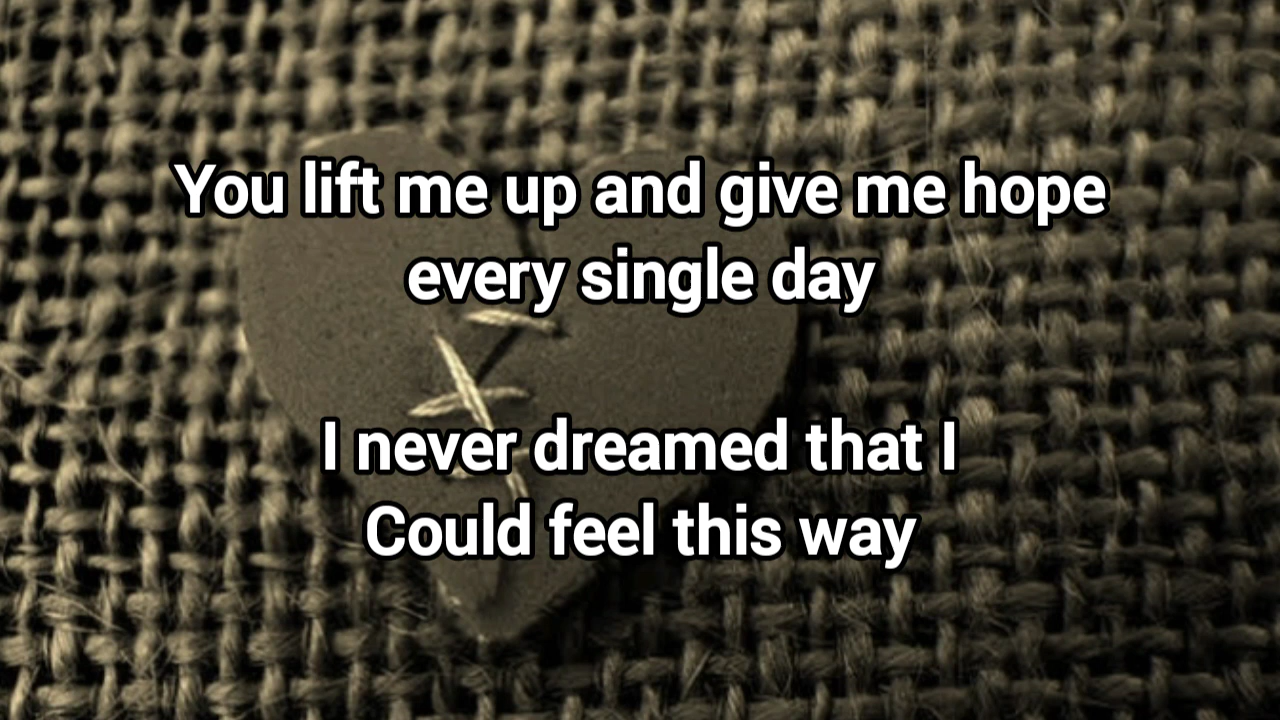 You lift me up and give me hope
every single day
I never dreamed that I
Could feel this way